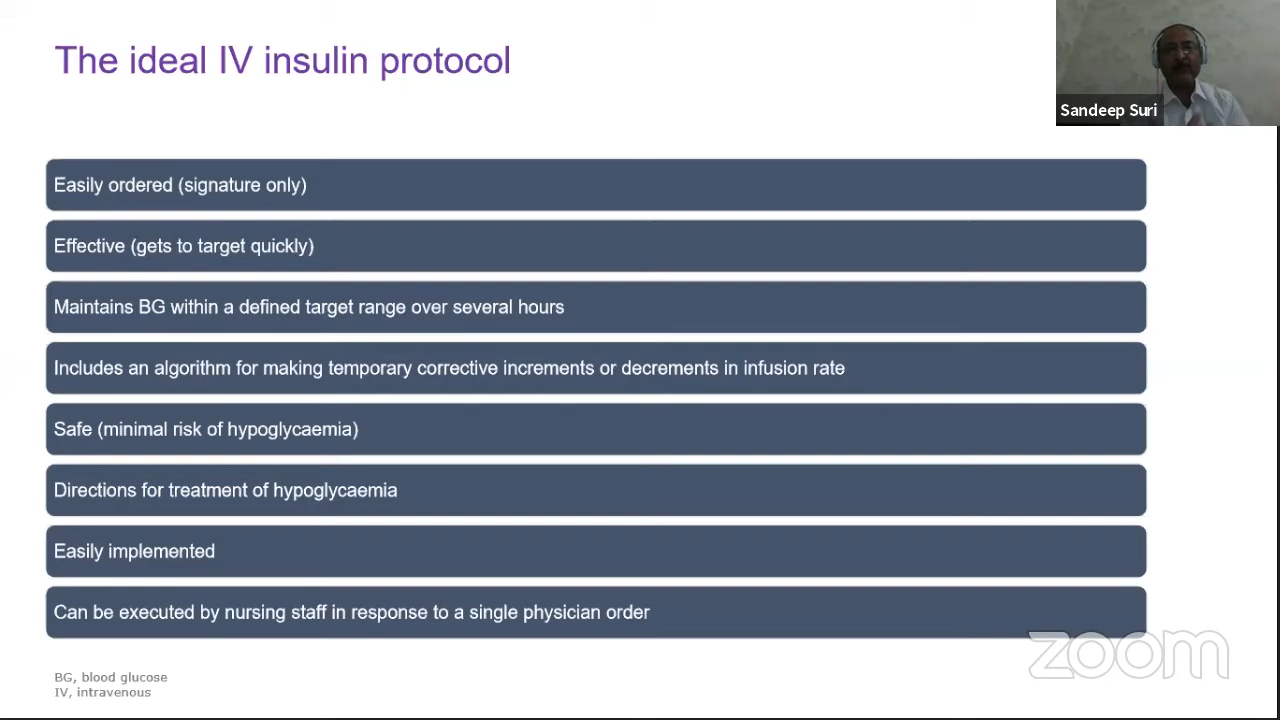 The ideal IV insulin protocol
Sandeep Suri
Easily ordered (signature only)
Effective (gets to target quickly)
Maintains BG within a defined target range over several hours
Includes an algorithm for making temporary corrective increments or decrements in infusion rate
Safe (minimal risk of hypoglycaemia)
Directions for treatment of hypoglycaemia
Easily implemented
Can be executed by nursing staff in response to a single physician order
zoom
BG, blood glucose
IV, intravenous